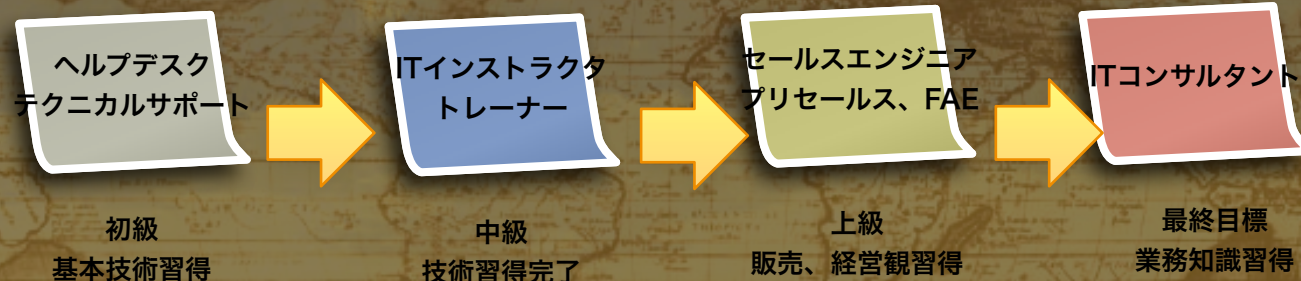 ヘルプデスク
テクニカルサポート
ITインストラクタ
トレーナー
セールスエンジニア
プリセールス、FAE
ITコンサルタント
初級
基本技術習得
中級
技術習得完了
上級
販売、経営観習得
最終目標
業務知識習得